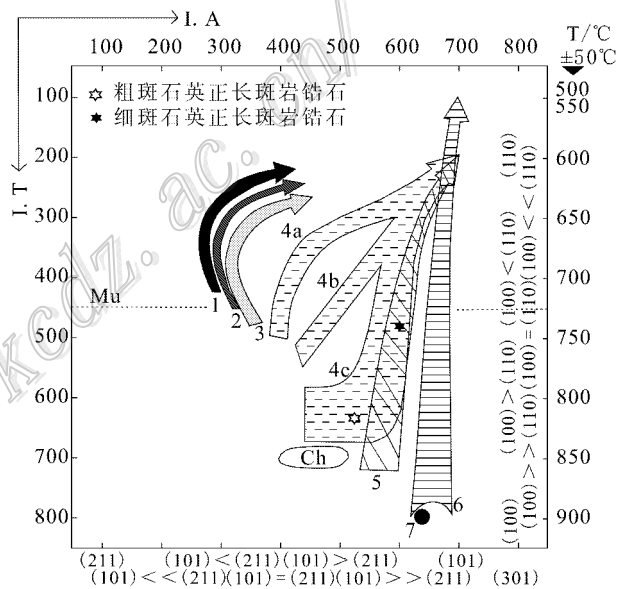 I. A
100 200 300 400 500 600 700 800
T/℃
±50℃
I. T
100
200
300
400
500
600
700
800
500
550
600
650
700
750
800
850
900
粗斑石英正长斑岩锆石
细斑石英正长斑岩锆石
Mu
1
2
3
4a
4b
4c
5
6
7
Ch
(100) (100)>(110) (100)<(110) (110)
(100)>>(110)(100)=(110)(100)<<(110)
(211) (101)<(211)(101)>(211) (101)
(101)<<(211)(101)=(211)(101)>>(211) (301)
kcdz.ac.cn/